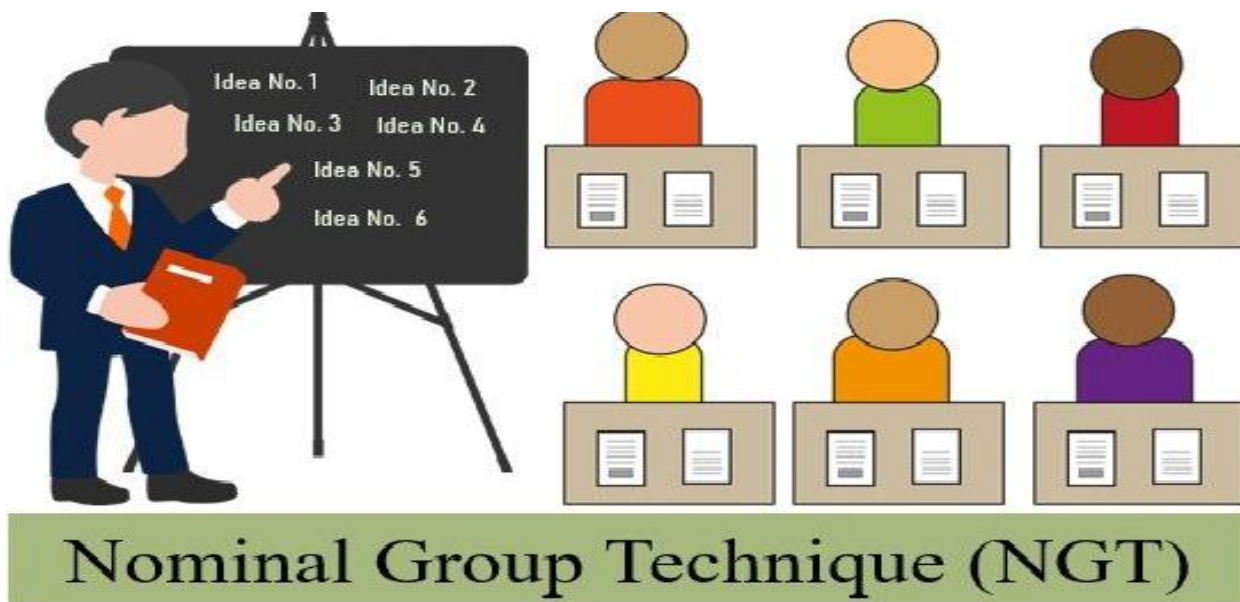 Idea No. 1 Idea No. 2
Idea No. 3 Idea No. 4
Idea No. 5
Idea No. 6
Nominal Group Technique (NGT)